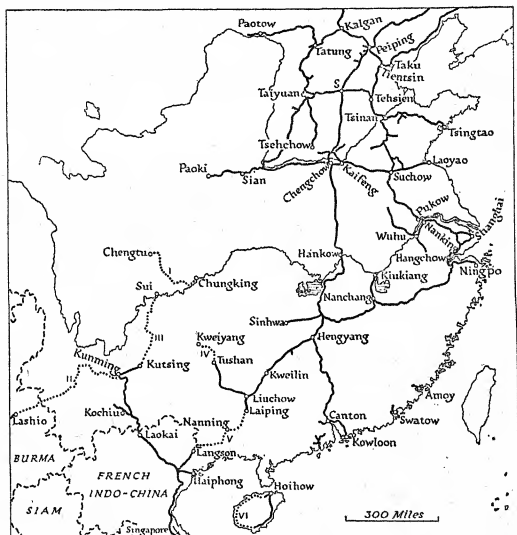 Paotow
Kalgan
Tatung
Peiping
Taku
Tientsin
Taiyuan
S
Tehsien
Tsinan
Tsingtao
Tsehchow
Paoki
Sian
Chengchow
Kaifeng
Suchow
Laoyao
Pukow
Nanking
Shanghai
Wuhu
Hangchow
Ningpo
Hankow
Kiukiang
Nanchang
Chengtu
I
Chungking
Sui
III
Sinhwa
Hengyang
Kweiyang
IV
Tushan
Kunming
Kutsing
II
Kweilin
Liuchow
Laiping
Lashio
Kochiu
Nanning
V
Canton
Swatow
Amoy
Kowloon
Laokai
Langson
BURMA
Haiphong
Hoihow
FRENCH
INDO-CHINA
SIAM
VI
300 Miles
Singapore